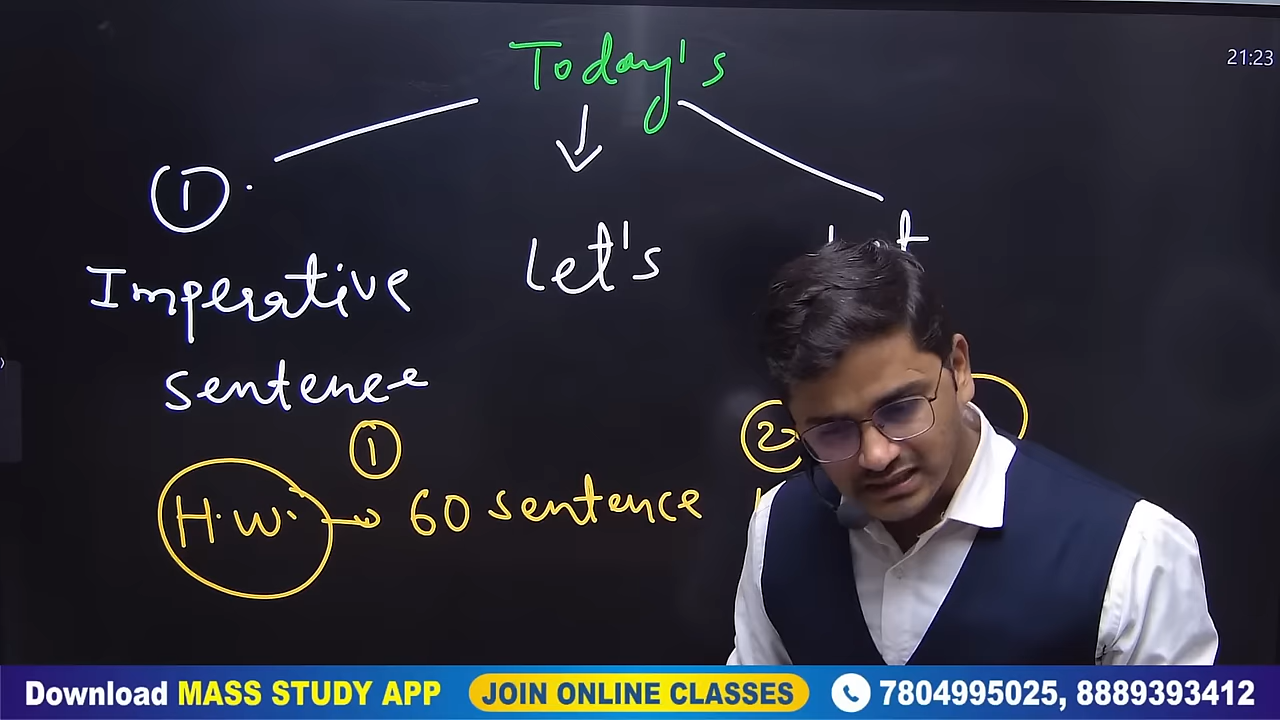 Today's
21:23
①
Imperative
sentence
Let's
①
②
H.W. → 60 sentence
Download MASS STUDY APP JOIN ONLINE CLASSES 7804995025, 8889393412